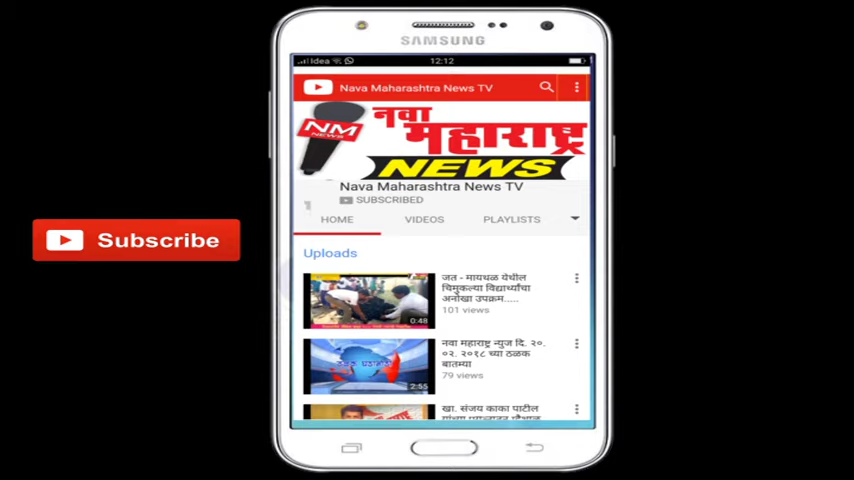 SAMSUNG
Idea 12:12
Nava Maharashtra News TV
NM
NEWS
नवा
महाराष्ट्र
NEWS
Nava Maharashtra News TV
SUBSCRIBED
HOME VIDEOS PLAYLISTS
Subscribe
Uploads
जत - मायथळ येथील
चिमुकल्या विद्यार्थ्यांचा
अनोखा उपक्रम.....
101 views
0:48
नवा महाराष्ट्र न्युज दि. २०.
०२. २०१८ च्या ठळक
बातम्या
79 views
2:55
खा. संजय काका पाटील